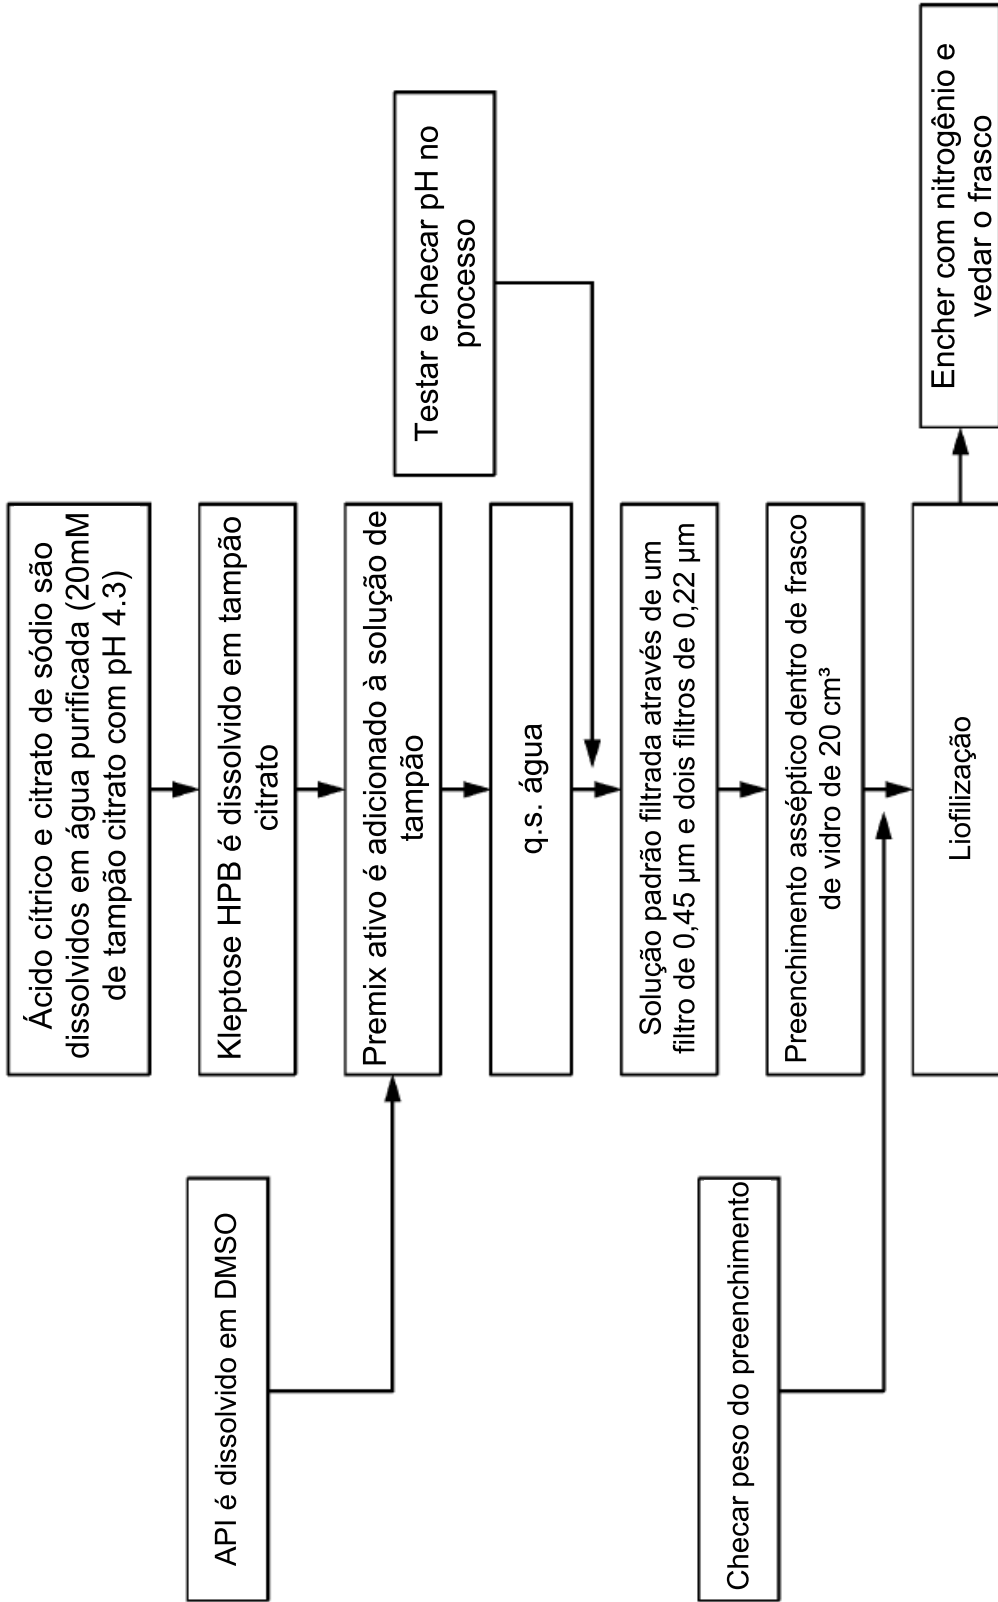 Ácido cítrico e citrato de sódio são
dissolvidos em água purificada (20mM
de tampão citrato com pH 4.3)
Kleptose HPB é dissolvido em tampão
citrato
API é dissolvido em DMSO
Premix ativo é adicionado à solução de
tampão
q.s. água
Testar e checar pH no
processo
Solução padrão filtrada através de um
filtro de 0,45 µm e dois filtros de 0,22 µm
Preenchimento asséptico dentro de frasco
de vidro de 20 cm³
Checar peso do preenchimento
Liofilização
Encher com nitrogênio e
vedar o frasco